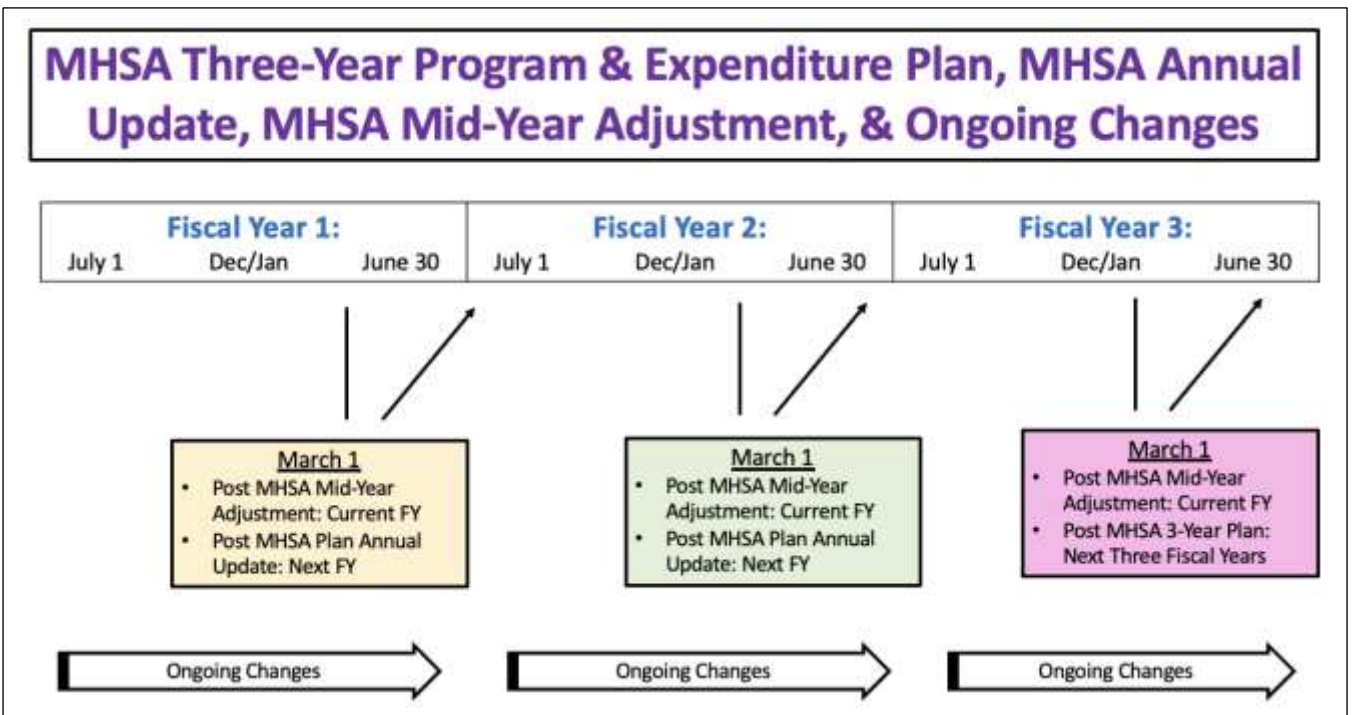 MHSA Three-Year Program & Expenditure Plan, MHSA Annual
Update, MHSA Mid-Year Adjustment, & Ongoing Changes
Fiscal Year 1:
July 1 Dec/Jan June 30
Fiscal Year 2:
July 1 Dec/Jan June 30
Fiscal Year 3:
July 1 Dec/Jan June 30
March 1
• Post MHSA Mid-Year
Adjustment: Current FY
• Post MHSA Plan Annual
Update: Next FY
March 1
• Post MHSA Mid-Year
Adjustment: Current FY
• Post MHSA Plan Annual
Update: Next FY
March 1
• Post MHSA Mid-Year
Adjustment: Current FY
• Post MHSA 3-Year Plan:
Next Three Fiscal Years
Ongoing Changes
Ongoing Changes
Ongoing Changes